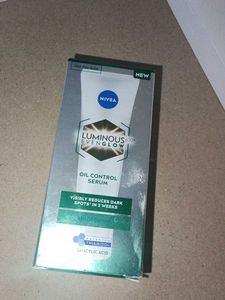 NEW
NIVEA
LUMINOUS
EVENGLOW
OIL CONTROL
SERUM
VISIBLY REDUCES DARK
SPOTS* IN 2 WEEKS
SALICYLIC ACID